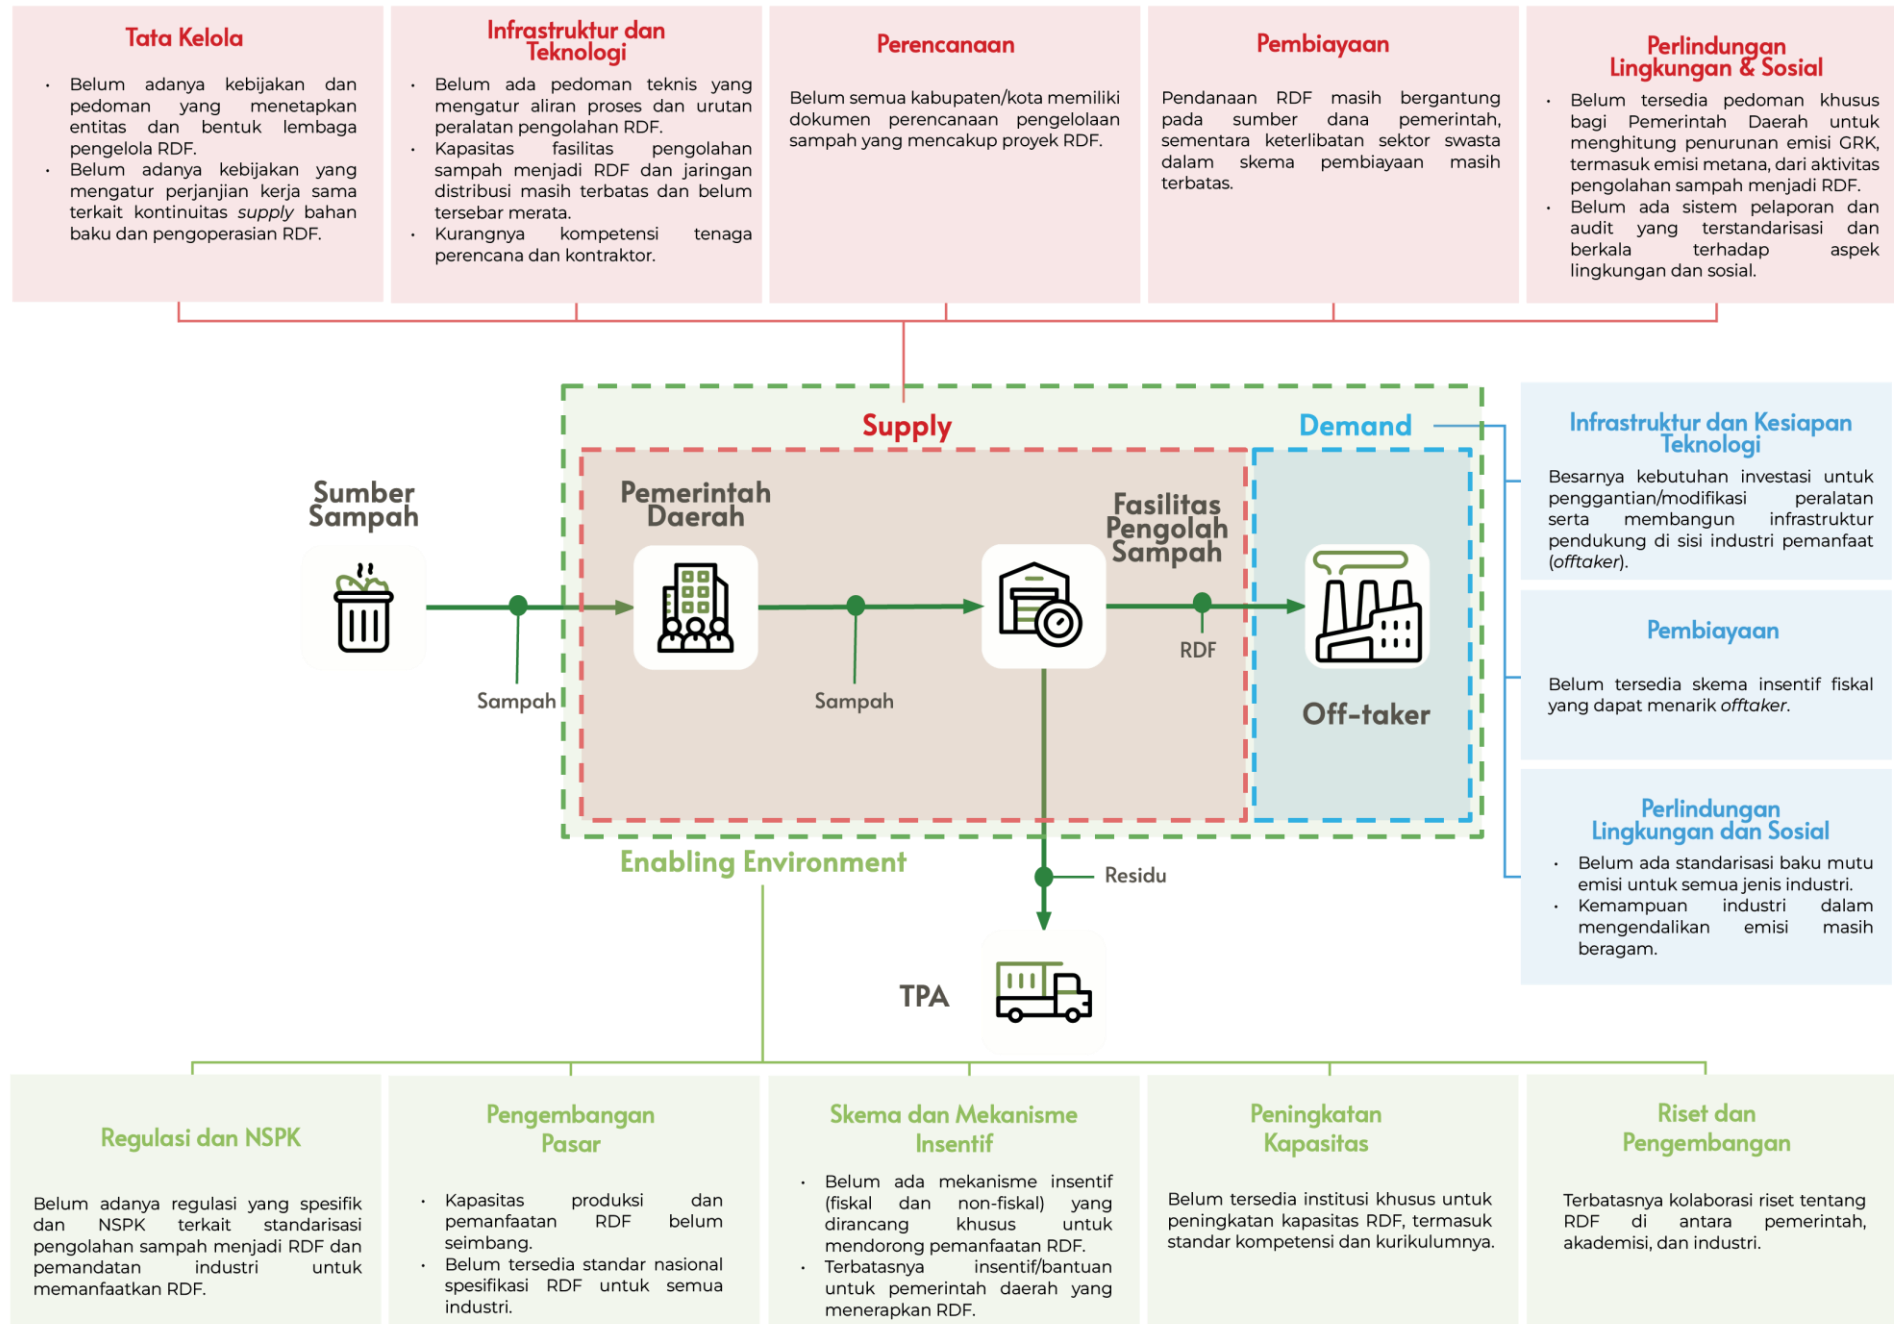 Tata Kelola
• Belum adanya kebijakan dan
pedoman yang menetapkan
entitas dan bentuk lembaga
pengelola RDF.
• Belum adanya kebijakan yang
mengatur perjanjian kerja sama
terkait kontinuitas supply bahan
baku dan pengoperasian RDF.
Infrastruktur dan
Teknologi
• Belum ada pedoman teknis yang
mengatur aliran proses dan urutan
peralatan pengolahan RDF.
• Kapasitas fasilitas pengolahan
sampah menjadi RDF dan jaringan
distribusi masih terbatas dan belum
tersebar merata.
• Kurangnya kompetensi tenaga
perencana dan kontraktor.
Perencanaan
Belum semua kabupaten/kota memiliki
dokumen perencanaan pengelolaan
sampah yang mencakup proyek RDF.
Pembiayaan
Pendanaan RDF masih bergantung
pada sumber dana pemerintah,
sementara keterlibatan sektor swasta
dalam skema pembiayaan masih
terbatas.
Perlindungan
Lingkungan & Sosial
• Belum tersedia pedoman khusus
bagi Pemerintah Daerah untuk
menghitung penurunan emisi GRK,
termasuk emisi metana, dari aktivitas
pengolahan sampah menjadi RDF.
• Belum ada sistem pelaporan dan
audit yang terstandarisasi dan
berkala terhadap aspek
lingkungan dan sosial.
Supply
Demand
Sumber
Sampah
Sampah
Pemerintah
Daerah
Sampah
Fasilitas
Pengolah
Sampah
RDF
Off-taker
Enabling Environment
Residu
TPA
Infrastruktur dan Kesiapan
Teknologi
Besarnya kebutuhan investasi untuk
penggantian/modifikasi peralatan
serta membangun infrastruktur
pendukung di sisi industri pemanfaat
(offtaker).
Pembiayaan
Belum tersedia skema insentif fiskal
yang dapat menarik offtaker.
Perlindungan
Lingkungan dan Sosial
• Belum ada standarisasi baku mutu
emisi untuk semua jenis industri.
• Kemampuan industri dalam
mengendalikan emisi masih
beragam.
Regulasi dan NSPK
Belum adanya regulasi yang spesifik
dan NSPK terkait standarisasi
pengolahan sampah menjadi RDF dan
pemandatan industri untuk
memanfaatkan RDF.
Pengembangan
Pasar
• Kapasitas produksi dan
pemanfaatan RDF belum
seimbang.
• Belum tersedia standar nasional
spesifikasi RDF untuk semua
industri.
Skema dan Mekanisme
Insentif
• Belum ada mekanisme insentif
(fiskal dan non-fiskal) yang
dirancang khusus untuk
mendorong pemanfaatan RDF.
• Terbatasnya insentif/bantuan
untuk pemerintah daerah yang
menerapkan RDF.
Peningkatan
Kapasitas
Belum tersedia institusi khusus untuk
peningkatan kapasitas RDF, termasuk
standar kompetensi dan kurikulumnya.
Riset dan
Pengembangan
Terbatasnya kolaborasi riset tentang
RDF di antara pemerintah,
akademisi, dan industri.